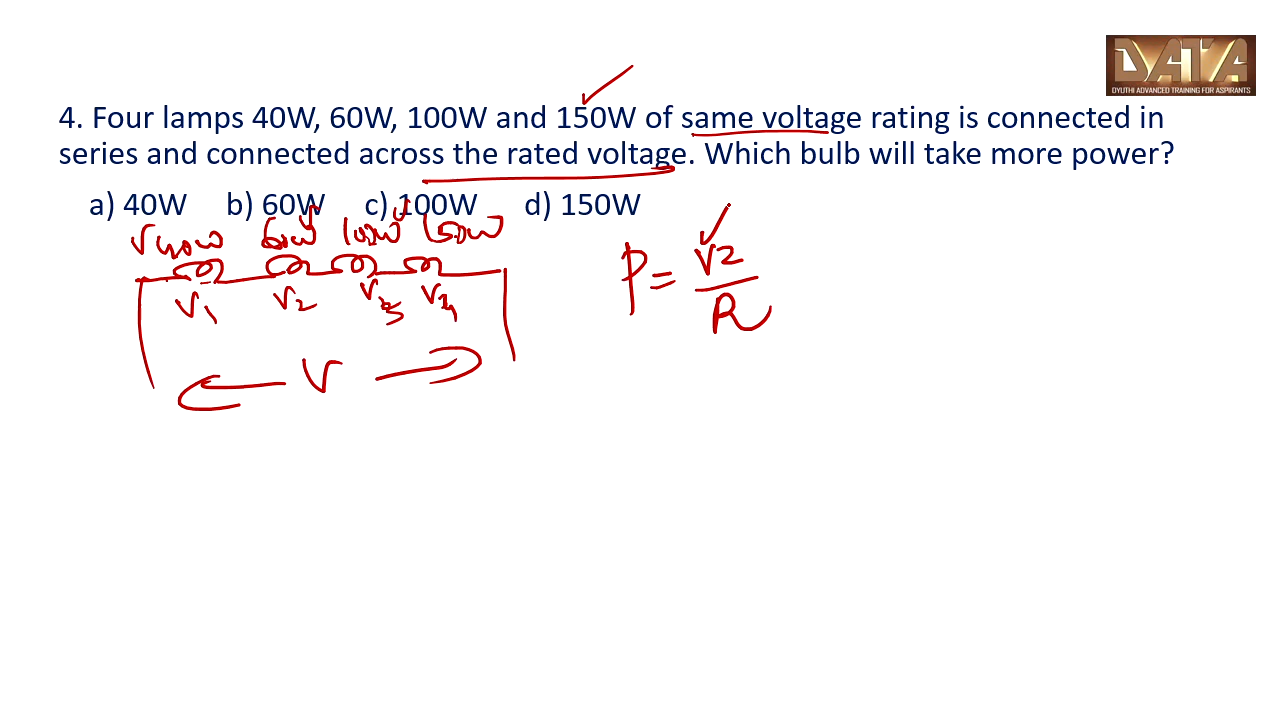 DATA
DYUTHI ADVANCED TRAINING FOR ASPIRANTS
4. Four lamps 40W, 60W, 100W and 150W of same voltage rating is connected in
series and connected across the rated voltage. Which bulb will take more power?
a) 40W b) 60W c) 100W d) 150W
40W 60W 100W 150W
V1 V2 V3 V4
P = V2
R
V